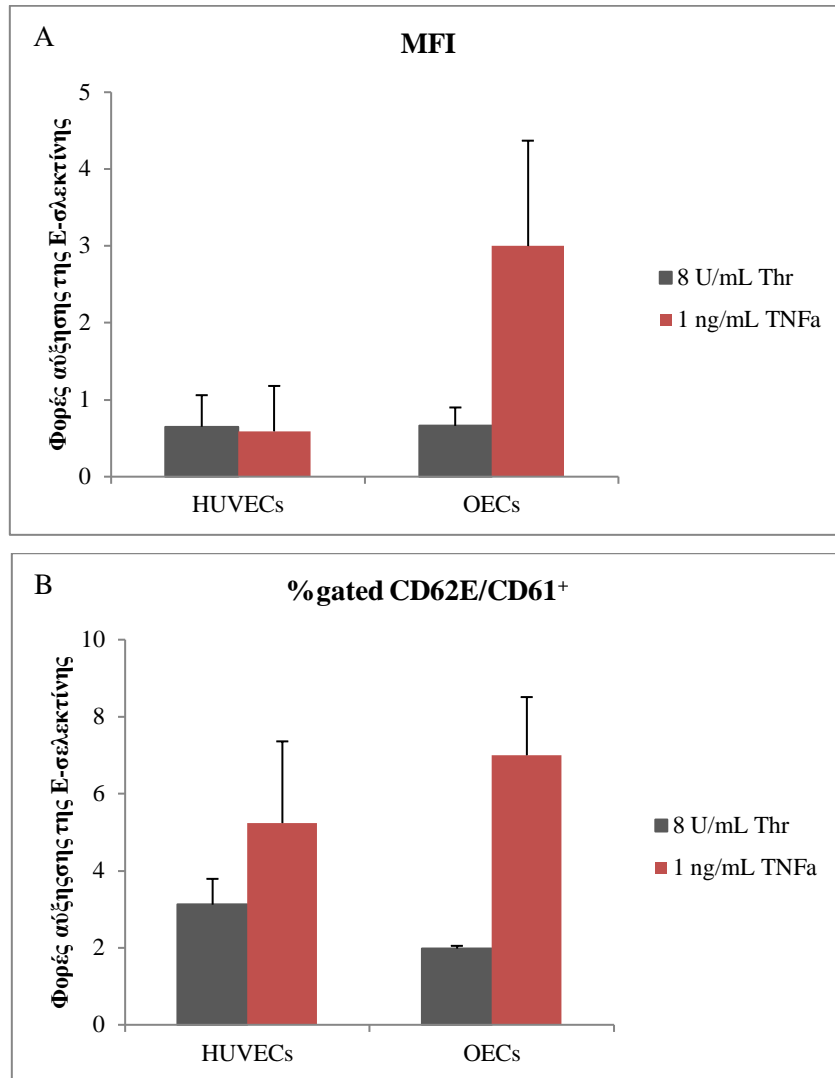 A
MFI
Φορές αύξησης της Ε-σλεκτίνης
5
4
3
2
1
0
HUVECs
OECs
8 U/mL Thr
1 ng/mL TNFa
B
%gated CD62E/CD61⁺
Φορές αύξηςσης της Ε-σελεκτίνης
10
8
6
4
2
0
HUVECs
OECs
8 U/mL Thr
1 ng/mL TNFa